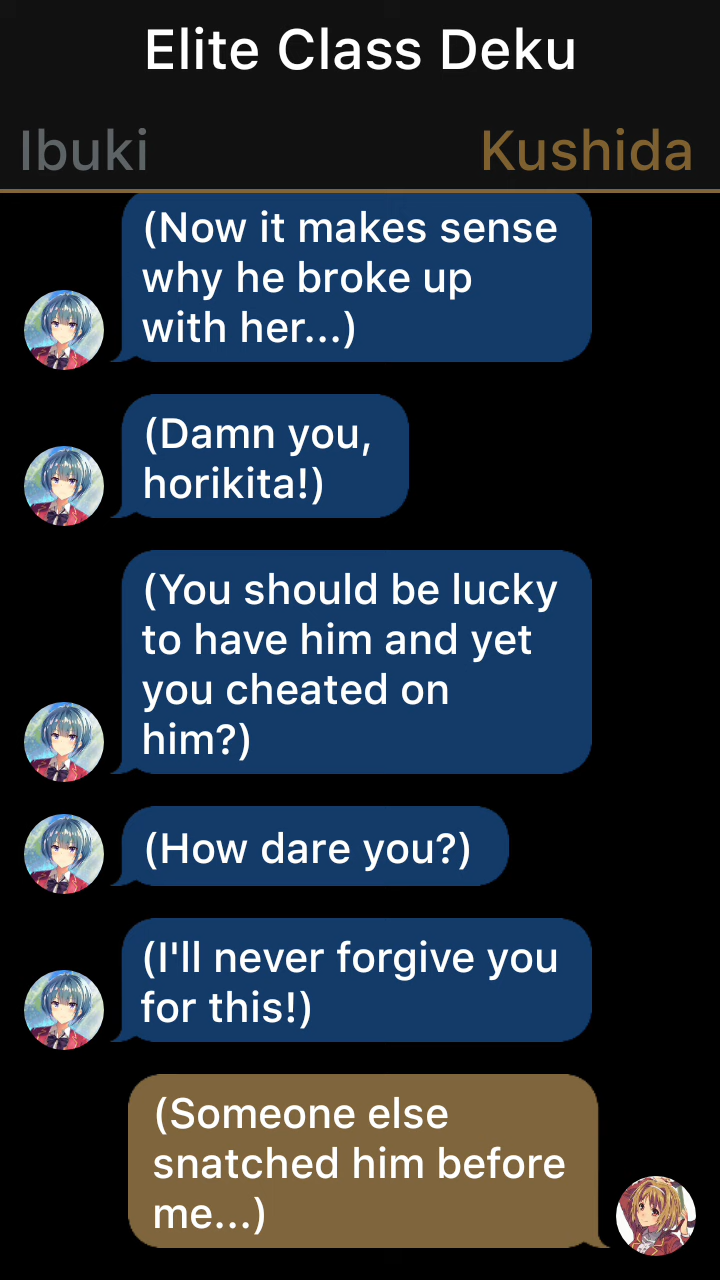 Elite Class Deku
Ibuki
Kushida
(Now it makes sense
why he broke up
with her...)
(Damn you,
horikita!)
(You should be lucky
to have him and yet
you cheated on
him?)
(How dare you?)
(I'll never forgive you
for this!)
(Someone else
snatched him before
me...)